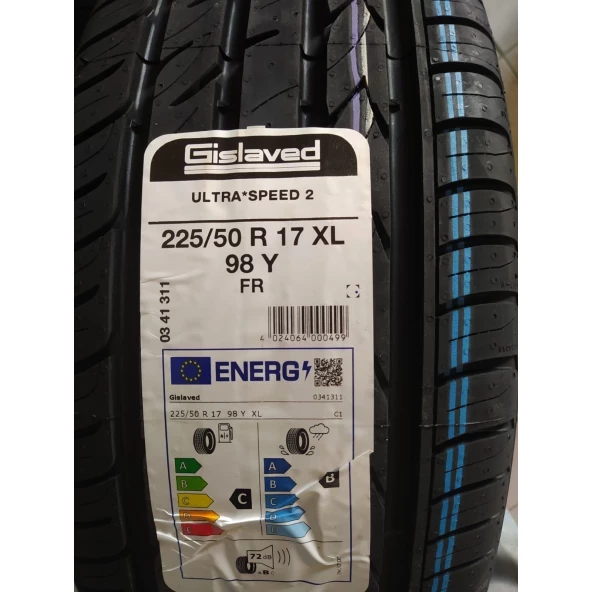 Gislaved
ULTRA*SPEED 2
225/50 R 17 XL
98 Y
FR
03 41 311
4 024064 000499
ENERG
Gislaved 0341311
225/50 R 17 98 Y XL C1
A A
B B
C C
D D
E E
C
B
72 dB
B